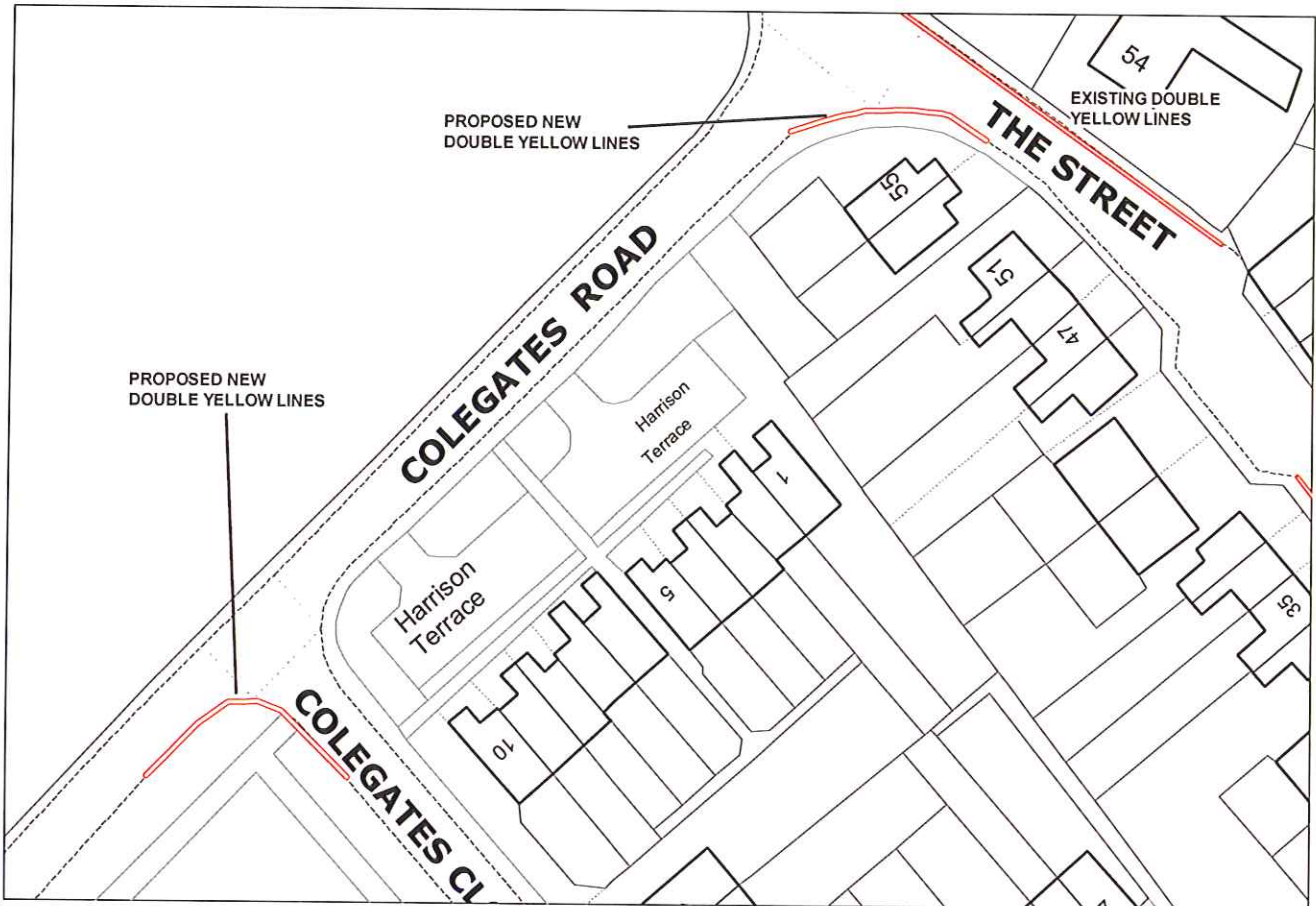 54
EXISTING DOUBLE
YELLOW LINES
PROPOSED NEW
DOUBLE YELLOW LINES
THE STREET
55
51
47
COLEGATES ROAD
PROPOSED NEW
DOUBLE YELLOW LINES
Harrison
Terrace
1
5
Harrison
Terrace
35
10
COLEGATES